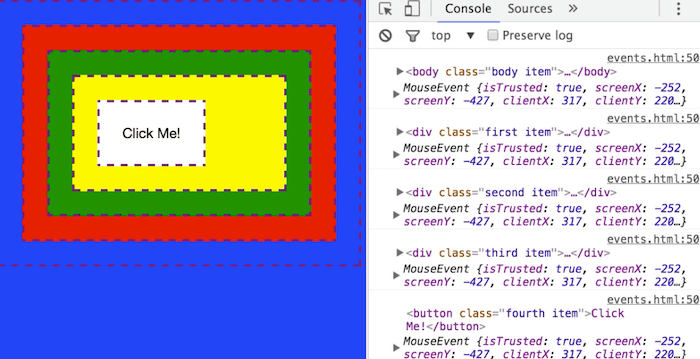 Click Me!
Console
Sources
»
top
▼
Preserve log
events.html:50
▶<body class="body item">…</body>
▶MouseEvent {isTrusted: true, screenX: -252,
screenY: -427, clientX: 317, clientY: 220…}
events.html:50
▶<div class="first item">…</div>
▶MouseEvent {isTrusted: true, screenX: -252,
screenY: -427, clientX: 317, clientY: 220…}
events.html:50
▶<div class="second item">…</div>
▶MouseEvent {isTrusted: true, screenX: -252,
screenY: -427, clientX: 317, clientY: 220…}
events.html:50
▶<div class="third item">…</div>
▶MouseEvent {isTrusted: true, screenX: -252,
screenY: -427, clientX: 317, clientY: 220…}
events.html:50
<button class="fourth item">Click
Me!</button>
▶MouseEvent {isTrusted: true, screenX: -252,
screenY: -427, clientX: 317, clientY: 220…}